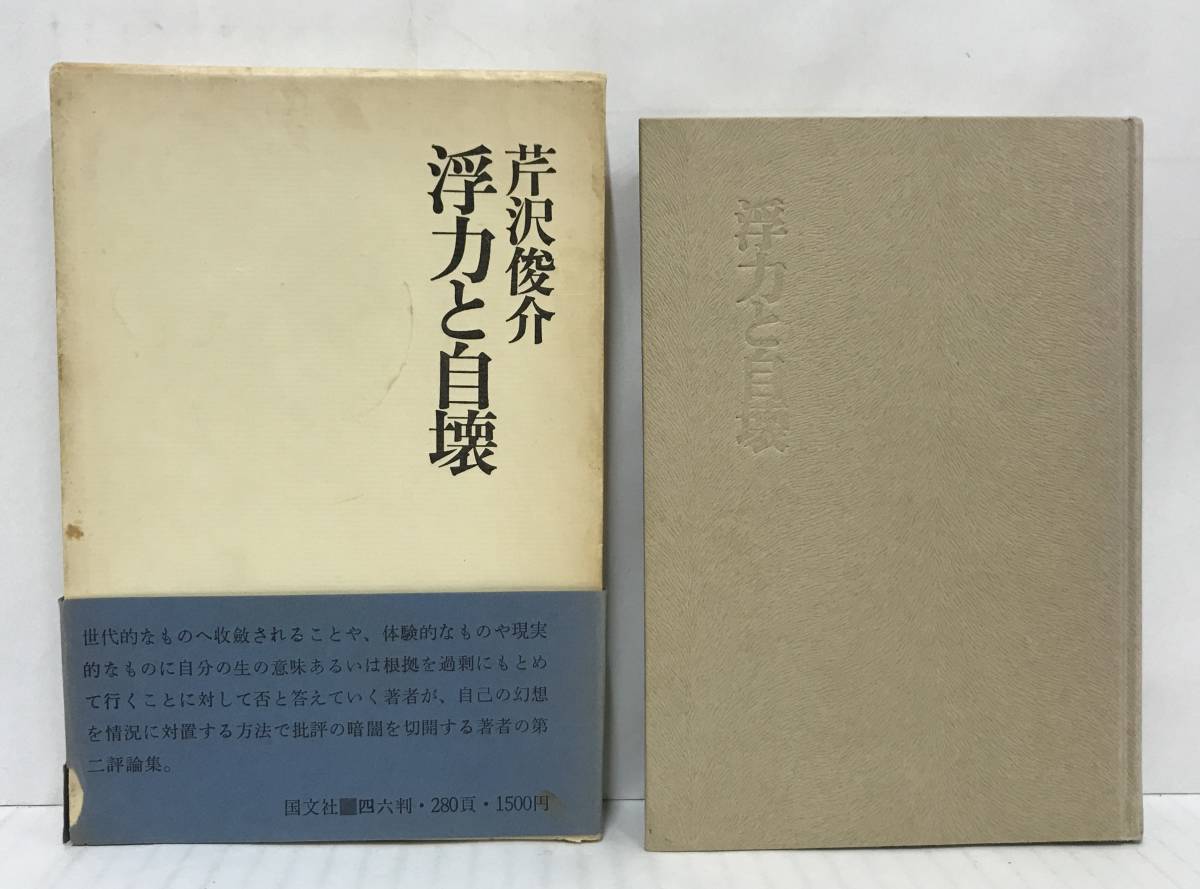 芹沢俊介
浮力と自壊
世代的なものへ収斂されることや、体験的なものや現実
的なものに自分の生の意味あるいは根拠を過剰にもとめ
て行くことに対して否と答えていく著者が、自己の幻想
を情況に対置する方法で批評の暗闇を切開する著者の第
二評論集。
国文社■四六判・280頁・1500円
浮力と自壊